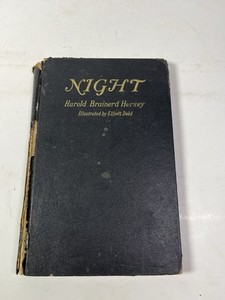 NIGHT
Harold Brainerd Hersey
Illustrated by Elliott Dold